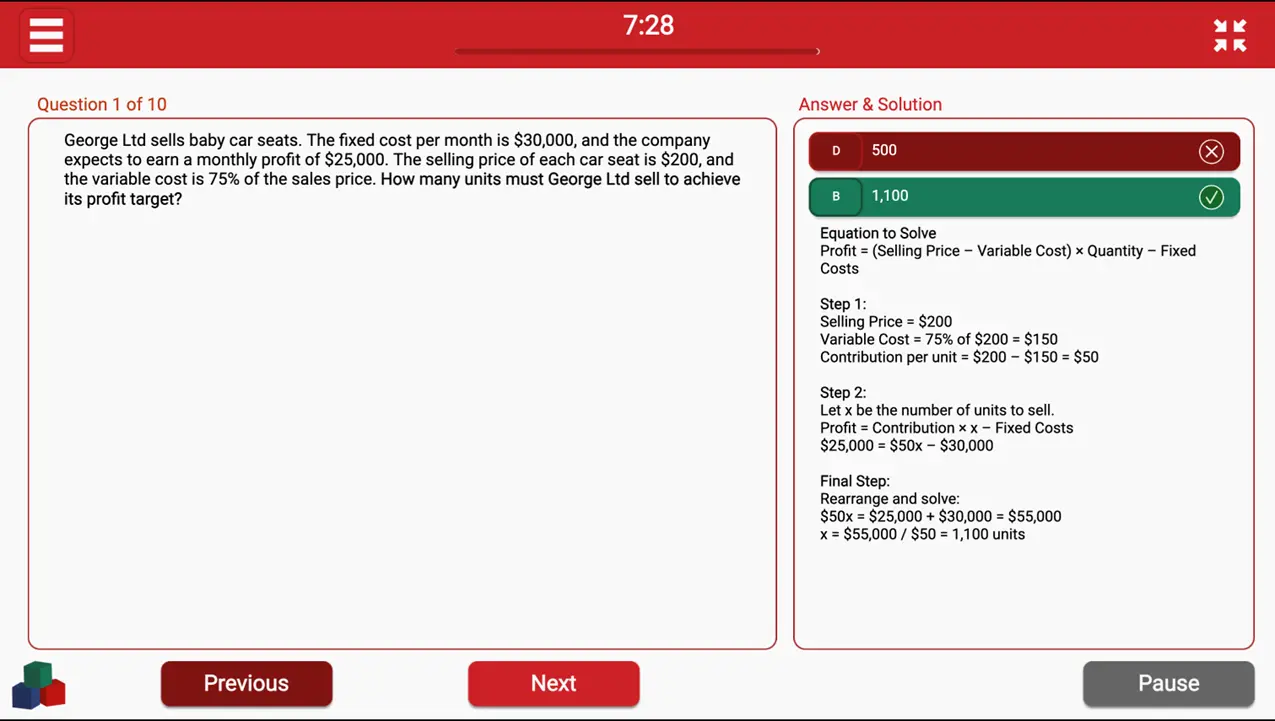 7:28
Question 1 of 10
George Ltd sells baby car seats. The fixed cost per month is $30,000, and the company
expects to earn a monthly profit of $25,000. The selling price of each car seat is $200, and
the variable cost is 75% of the sales price. How many units must George Ltd sell to achieve
its profit target?
Answer & Solution
D 500
B 1,100
Equation to Solve
Profit = (Selling Price – Variable Cost) × Quantity – Fixed
Costs
Step 1:
Selling Price = $200
Variable Cost = 75% of $200 = $150
Contribution per unit = $200 – $150 = $50
Step 2:
Let x be the number of units to sell.
Profit = Contribution × x – Fixed Costs
$25,000 = $50x – $30,000
Final Step:
Rearrange and solve:
$50x = $25,000 + $30,000 = $55,000
x = $55,000 / $50 = 1,100 units
Previous
Next
Pause